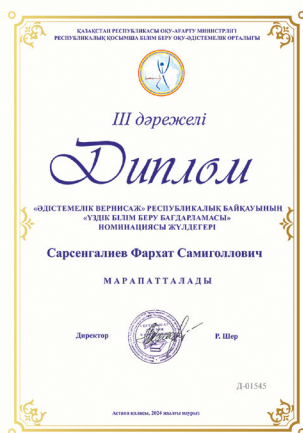 ҚАЗАҚСТАН РЕСПУБЛИКАСЫ ОҚУ-АҒАРТУ МИНИСТРЛІГІ
РЕСПУБЛИКАЛЫҚ ҚОСЫМША БІЛІМ БЕРУ ОҚУ-ӘДІСТЕМЕЛІК ОРТАЛЫҒЫ
III дәрежелі
Диплом
«ӘДІСТЕМЕЛІК ВЕРНИСАЖ» РЕСПУБЛИКАЛЫҚ БАЙҚАУЫНЫҢ
«ҮЗДІК БІЛІМ БЕРУ БАҒДАРЛАМАСЫ»
НОМИНАЦИЯСЫ ЖҮЛДЕГЕРІ
Сарсенгалиев Фархат Самиголлович
МАРАПАТТАЛАДЫ
Директор Р. Шер
Д-01545
Астана қаласы, 2024 жылғы наурыз